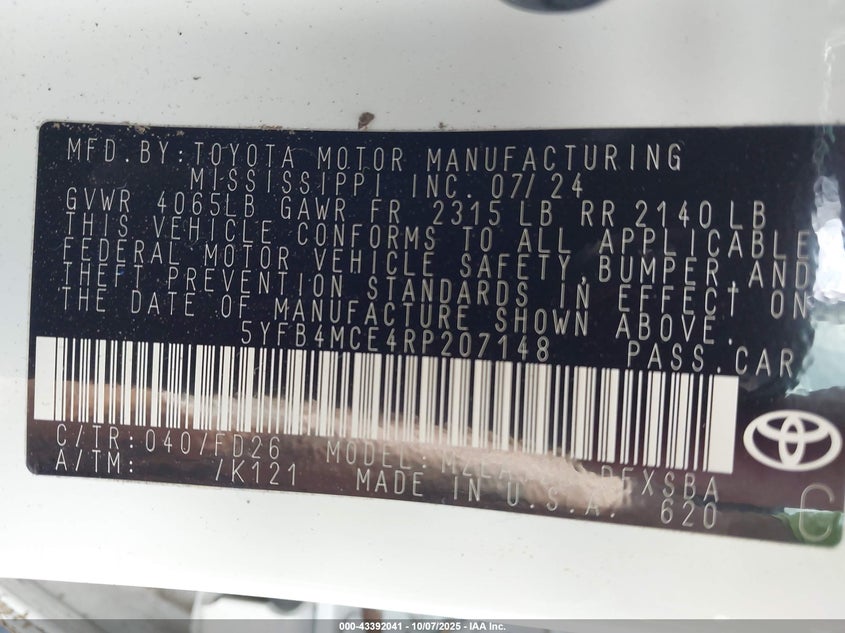 MFD.BY:TOYOTA MOTOR MANUFACTURING
MISSISSIPPI INC. 07/24
GVWR 4065LB GAWR FR 2315 LB RR 2140 LB
THIS VEHICLE CONFORMS TO ALL APPLICABLE
FEDERAL MOTOR VEHICLE SAFETY,BUMPER,AND
THEFT PREVENTION STANDARDS IN EFFECT ON
THE DATE OF MANUFACTURE SHOWN ABOVE.
5YFB4MCE4RP207148 PASS.CAR
C/TR:040/FD26 MODEL:
A/TM: /K121 MADE IN U.S.A. 620
C
000-43392041 - 10/07/2025 - IAA Inc.